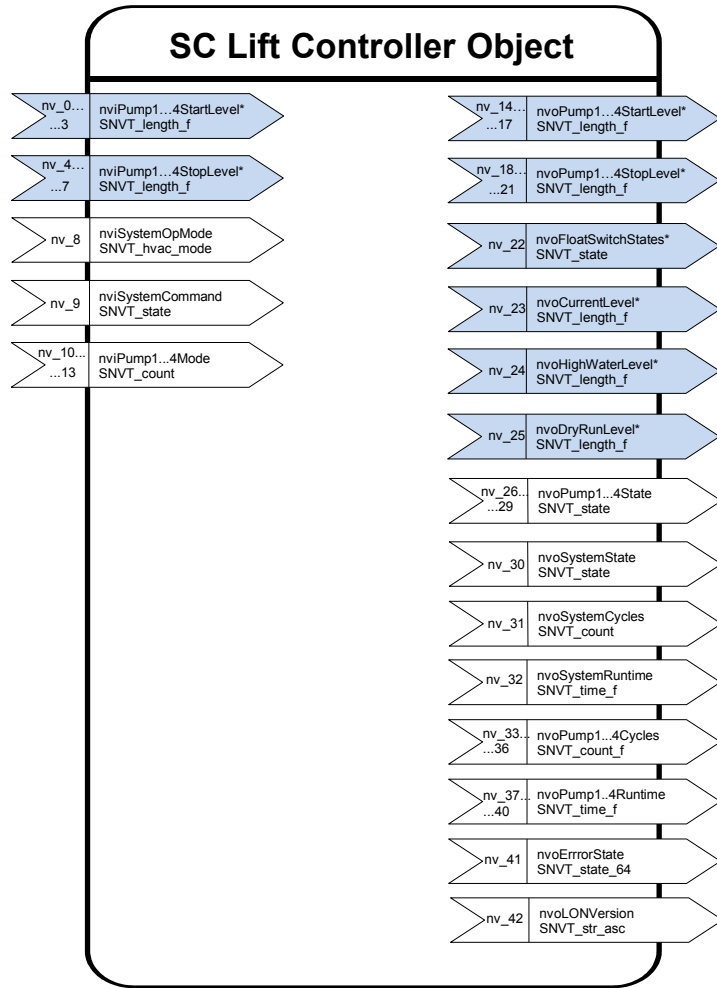 SC Lift Controller Object
nv_0...
...3
nviPump1...4StartLevel*
SNVT_length_f
nv_4...
...7
nviPump1...4StopLevel*
SNVT_length_f
nv_8
nviSystemOpMode
SNVT_hvac_mode
nv_9
nviSystemCommand
SNVT_state
nv_10...
...13
nviPump1...4Mode
SNVT_count
nv_14...
...17
nvoPump1...4StartLevel*
SNVT_length_f
nv_18...
...21
nvoPump1...4StopLevel*
SNVT_length_f
nv_22
nvoFloatSwitchStates*
SNVT_state
nv_23
nvoCurrentLevel*
SNVT_length_f
nv_24
nvoHighWaterLevel*
SNVT_length_f
nv_25
nvoDryRunLevel*
SNVT_length_f
nv_26...
...29
nvoPump1...4State
SNVT_state
nv_30
nvoSystemState
SNVT_state
nv_31
nvoSystemCycles
SNVT_count
nv_32
nvoSystemRuntime
SNVT_time_f
nv_33...
...36
nvoPump1...4Cycles
SNVT_count_f
nv_37...
...40
nvoPump1..4Runtime
SNVT_time_f
nv_41
nvoErrrorState
SNVT_state_64
nv_42
nvoLONVersion
SNVT_str_asc